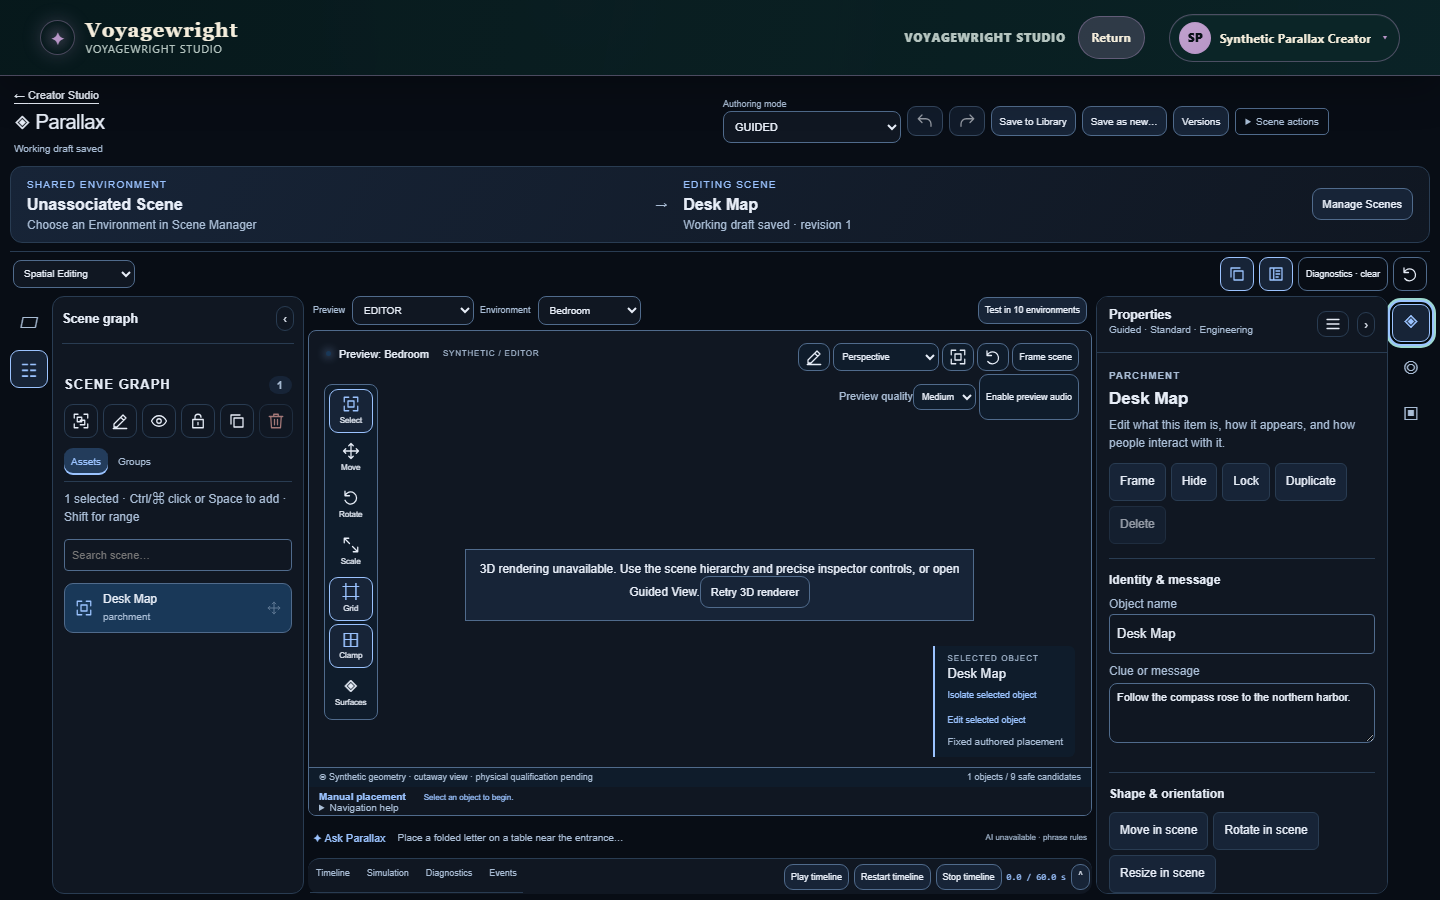 Voyagewright
VOYAGEWRIGHT STUDIO
VOYAGEWRIGHT STUDIO
Return
SP
Synthetic Parallax Creator
← Creator Studio
Parallax
Working draft saved
Authoring mode
GUIDED
Save to Library
Save as new...
Versions
Scene actions
SHARED ENVIRONMENT
Unassociated Scene
Choose an Environment in Scene Manager
→
EDITING SCENE
Desk Map
Working draft saved · revision 1
Manage Scenes
Spatial Editing
Diagnostics · clear
Scene graph
SCENE GRAPH
1
Assets
Groups
1 selected · Ctrl/⌘ click or Space to add ·
Shift for range
Search scene...
Desk Map
parchment
Preview
EDITOR
Environment
Bedroom
Test in 10 environments
Preview: Bedroom
SYNTHETIC / EDITOR
Perspective
Frame scene
Preview quality
Medium
Enable preview audio
Select
Move
Rotate
Scale
Grid
Clamp
Surfaces
3D rendering unavailable. Use the scene hierarchy and precise inspector controls, or open
Guided View.
Retry 3D renderer
SELECTED OBJECT
Desk Map
Isolate selected object
Edit selected object
Fixed authored placement
Synthetic geometry · cutaway view · physical qualification pending
1 objects / 9 safe candidates
Manual placement
Select an object to begin.
Navigation help
Ask Parallax
Place a folded letter on a table near the entrance...
AI unavailable · phrase rules
Timeline
Simulation
Diagnostics
Events
Play timeline
Restart timeline
Stop timeline
0.0 / 60.0 s
Properties
Guided · Standard · Engineering
PARCHMENT
Desk Map
Edit what this item is, how it appears, and how
people interact with it.
Frame
Hide
Lock
Duplicate
Delete
Identity & message
Object name
Desk Map
Clue or message
Follow the compass rose to the northern harbor.
Shape & orientation
Move in scene
Rotate in scene
Resize in scene